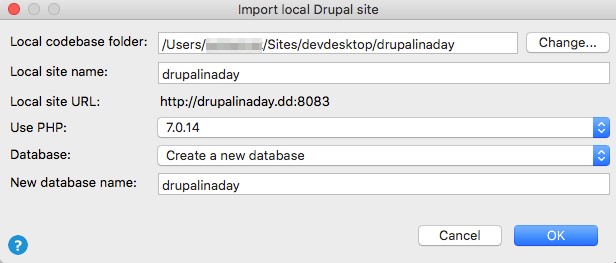 Import local Drupal site
Local codebase folder: /Users/ /Sites/devdesktop/drupalinaday Change...
Local site name: drupalinaday
Local site URL: http://drupalinaday.dd:8083
Use PHP: 7.0.14
Database: Create a new database
New database name: drupalinaday
Cancel OK
?